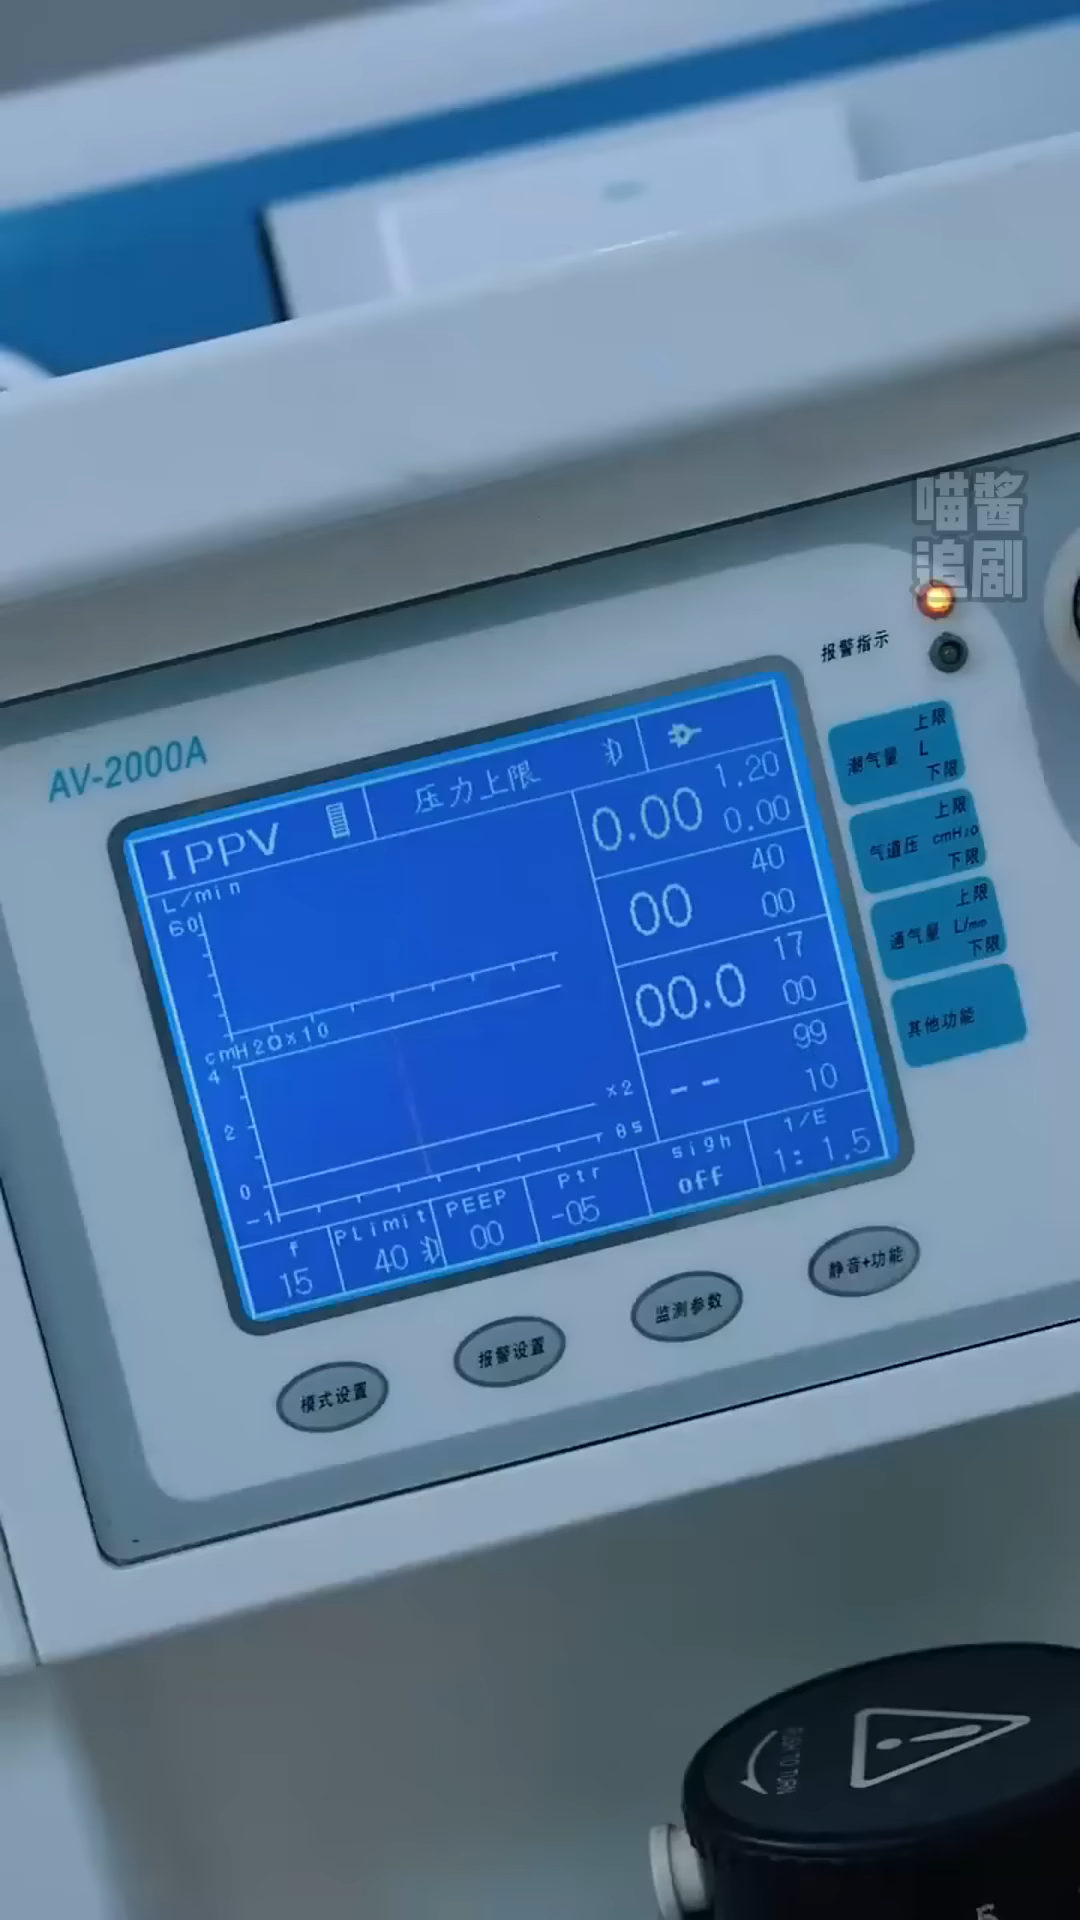 喵酱
追剧
报警指示
AV-2000A
IPPV
压力上限
1.20
0.00
0.00
上限
潮气量 L
下限
L/min
60
40
00
00
上限
气道压 cmH₂O
下限
17
00.0
00
上限
通气量 L/min
下限
cmH2O×10
4
2
0
-1
×2
8s
99
--
10
其他功能
f
15
PLimit
40
PEEP
00
Ptr
-05
sigh
off
I/E
1: 1.5
模式设置
报警设置
监测参数
静音+功能
PUSH TO TURN
5